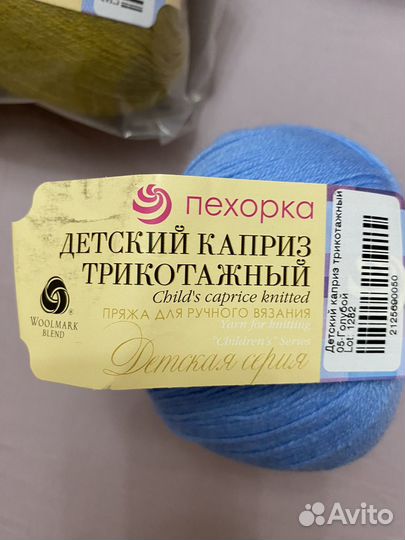 пехорка
ДЕТСКИЙ КАПРИЗ
ТРИКОТАЖНЫЙ
Child's caprice knitted
ПРЯЖА ДЛЯ РУЧНОГО ВЯЗАНИЯ
Yarn for knitting
"Children's" Series
Детская серия
WOOLMARK
BLEND
Детский каприз трикотажный
05-Голубой
Lot: 1262
2125690050
Avito